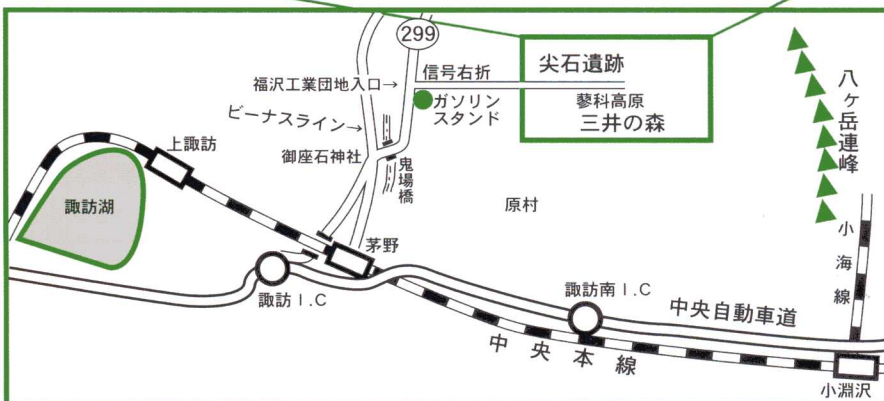 299
信号右折
尖石遺跡
福沢工業団地入口→
ガソリン
スタンド
蓼科高原
三井の森
八ヶ岳連峰
ビーナスライン→
上諏訪
御座石神社
鬼場橋
諏訪湖
原村
小海線
茅野
諏訪I.C
諏訪南I.C
中央自動車道
中央本線
小淵沢